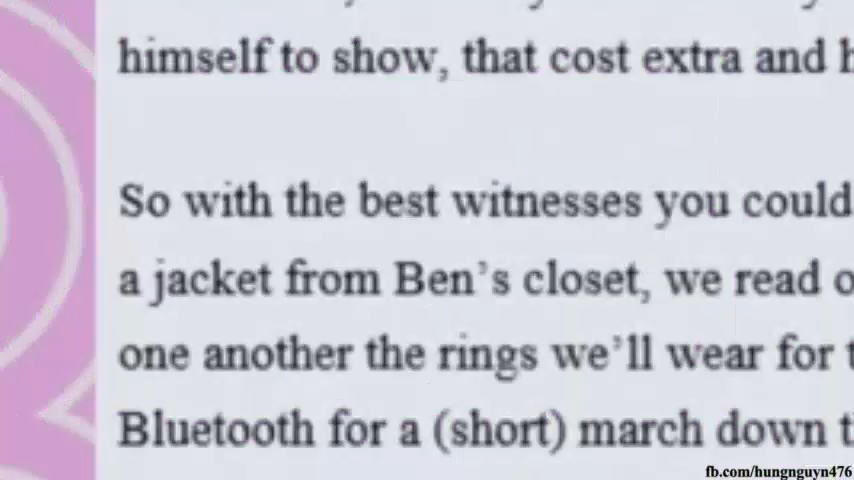 himself to show, that cost extra and
So with the best witnesses you could
a jacket from Ben's closet, we read
one another the rings we'll wear for
Bluetooth for a (short) march down
fb.com/hungnguyn476